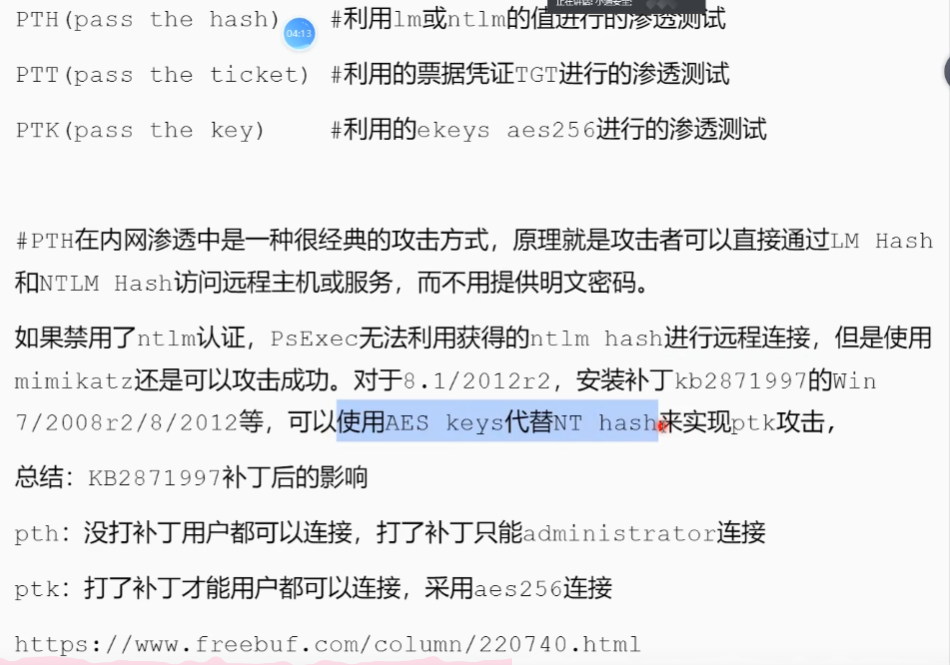 PTH(pass the hash) #利用lm或ntlm的值进行的渗透测试
04:13
PTT(pass the ticket) #利用的票据凭证TGT进行的渗透测试
PTK(pass the key) #利用的ekeys aes256进行的渗透测试
#PTH在内网渗透中是一种很经典的攻击方式，原理就是攻击者可以直接通过LM Hash
和NTLM Hash访问远程主机或服务，而不用提供明文密码。
如果禁用了ntlm认证，PsExec无法利用获得的ntlm hash进行远程连接，但是使用
mimikatz还是可以攻击成功。对于8.1/2012r2，安装补丁kb2871997的Win
7/2008r2/8/2012等，可以使用AES keys代替NT hash来实现ptk攻击，
总结：KB2871997补丁后的影响
pth：没打补丁用户都可以连接，打了补丁只能administrator连接
ptk：打了补丁才能用户都可以连接，采用aes256连接
https://www.freebuf.com/column/220740.html